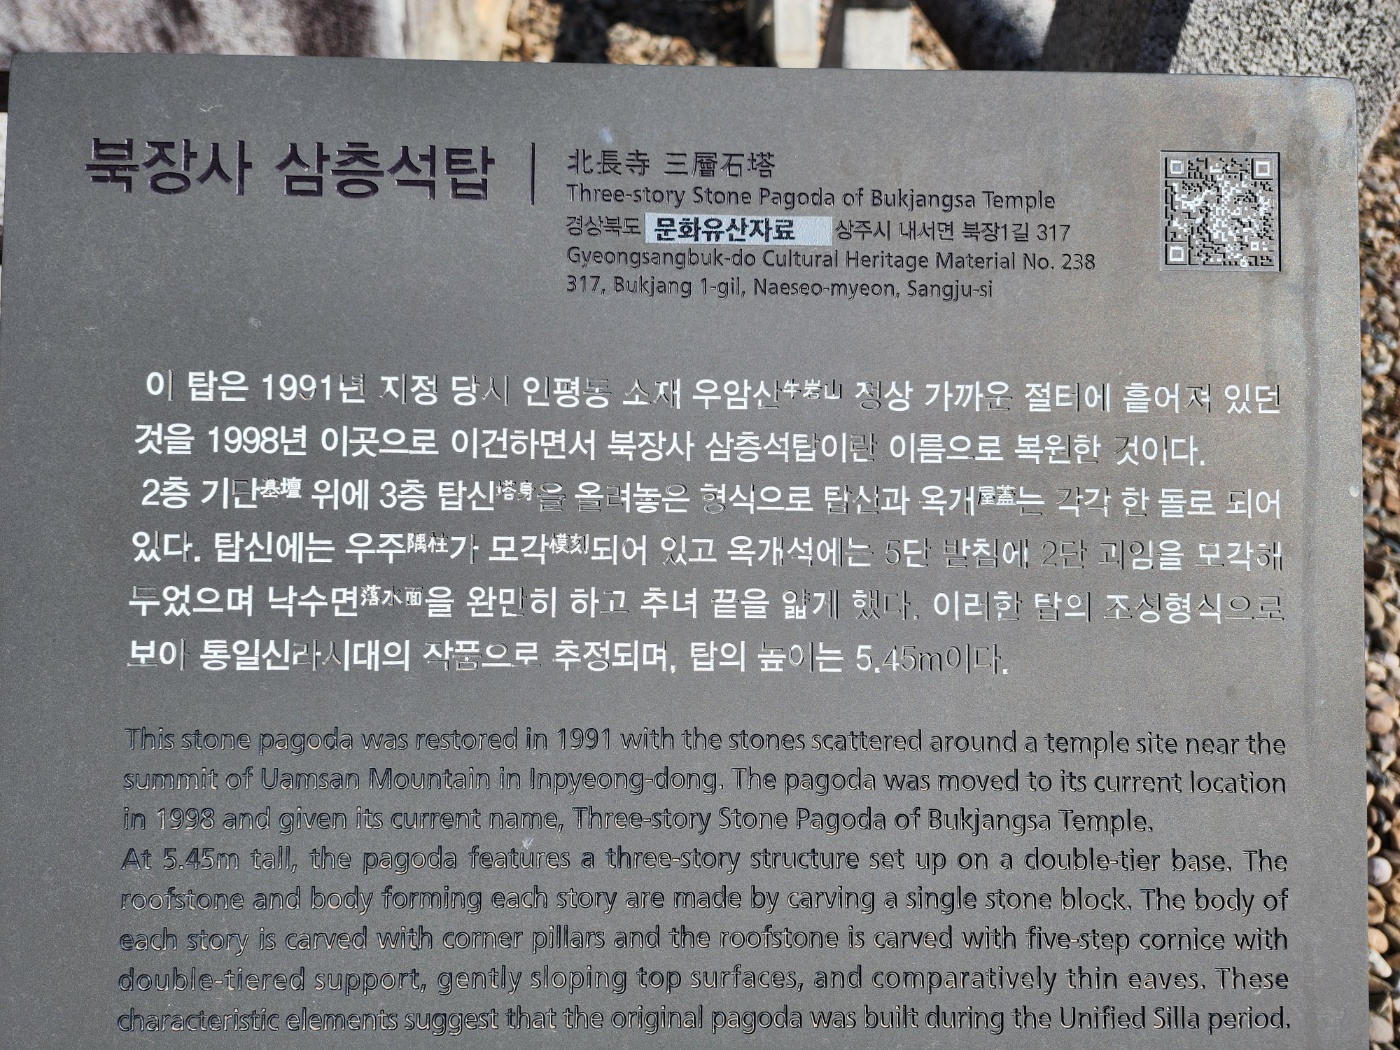 북장사 삼층석탑
北長寺 三層石塔
Three-story Stone Pagoda of Bukjangsa Temple
경상북도 문화유산자료 상주시 내서면 북장1길 317
Gyeongsangbuk-do Cultural Heritage Material No. 238
317, Bukjang 1-gil, Naeseo-myeon, Sangju-si
이 탑은 1991년 지정 당시 인평동 소재 우암산牛岩山 정상 가까운 절터에 흩어져 있던
것을 1998년 이곳으로 이건하면서 북장사 삼층석탑이란 이름으로 복원한 것이다.
2층 기단基壇 위에 3층 탑신塔身을 올려놓은 형식으로 탑신과 옥개屋蓋는 각각 한 돌로 되어
있다. 탑신에는 우주隅柱가 모각模刻되어 있고 옥개석에는 5단 받침에 2단 괴임을 모각해
두었으며 낙수면落水面을 완만히 하고 추녀 끝을 얇게 했다. 이러한 탑의 조성형식으로
보아 통일신라시대의 작품으로 추정되며, 탑의 높이는 5.45m이다.
This stone pagoda was restored in 1991 with the stones scattered around a temple site near the
summit of Uamsan Mountain in Inpyeong-dong. The pagoda was moved to its current location
in 1998 and given its current name, Three-story Stone Pagoda of Bukjangsa Temple.
At 5.45m tall, the pagoda features a three-story structure set up on a double-tier base. The
roofstone and body forming each story are made by carving a single stone block. The body of
each story is carved with corner pillars and the roofstone is carved with five-step cornice with
double-tiered support, gently sloping top surfaces, and comparatively thin eaves. These
characteristic elements suggest that the original pagoda was built during the Unified Silla period.